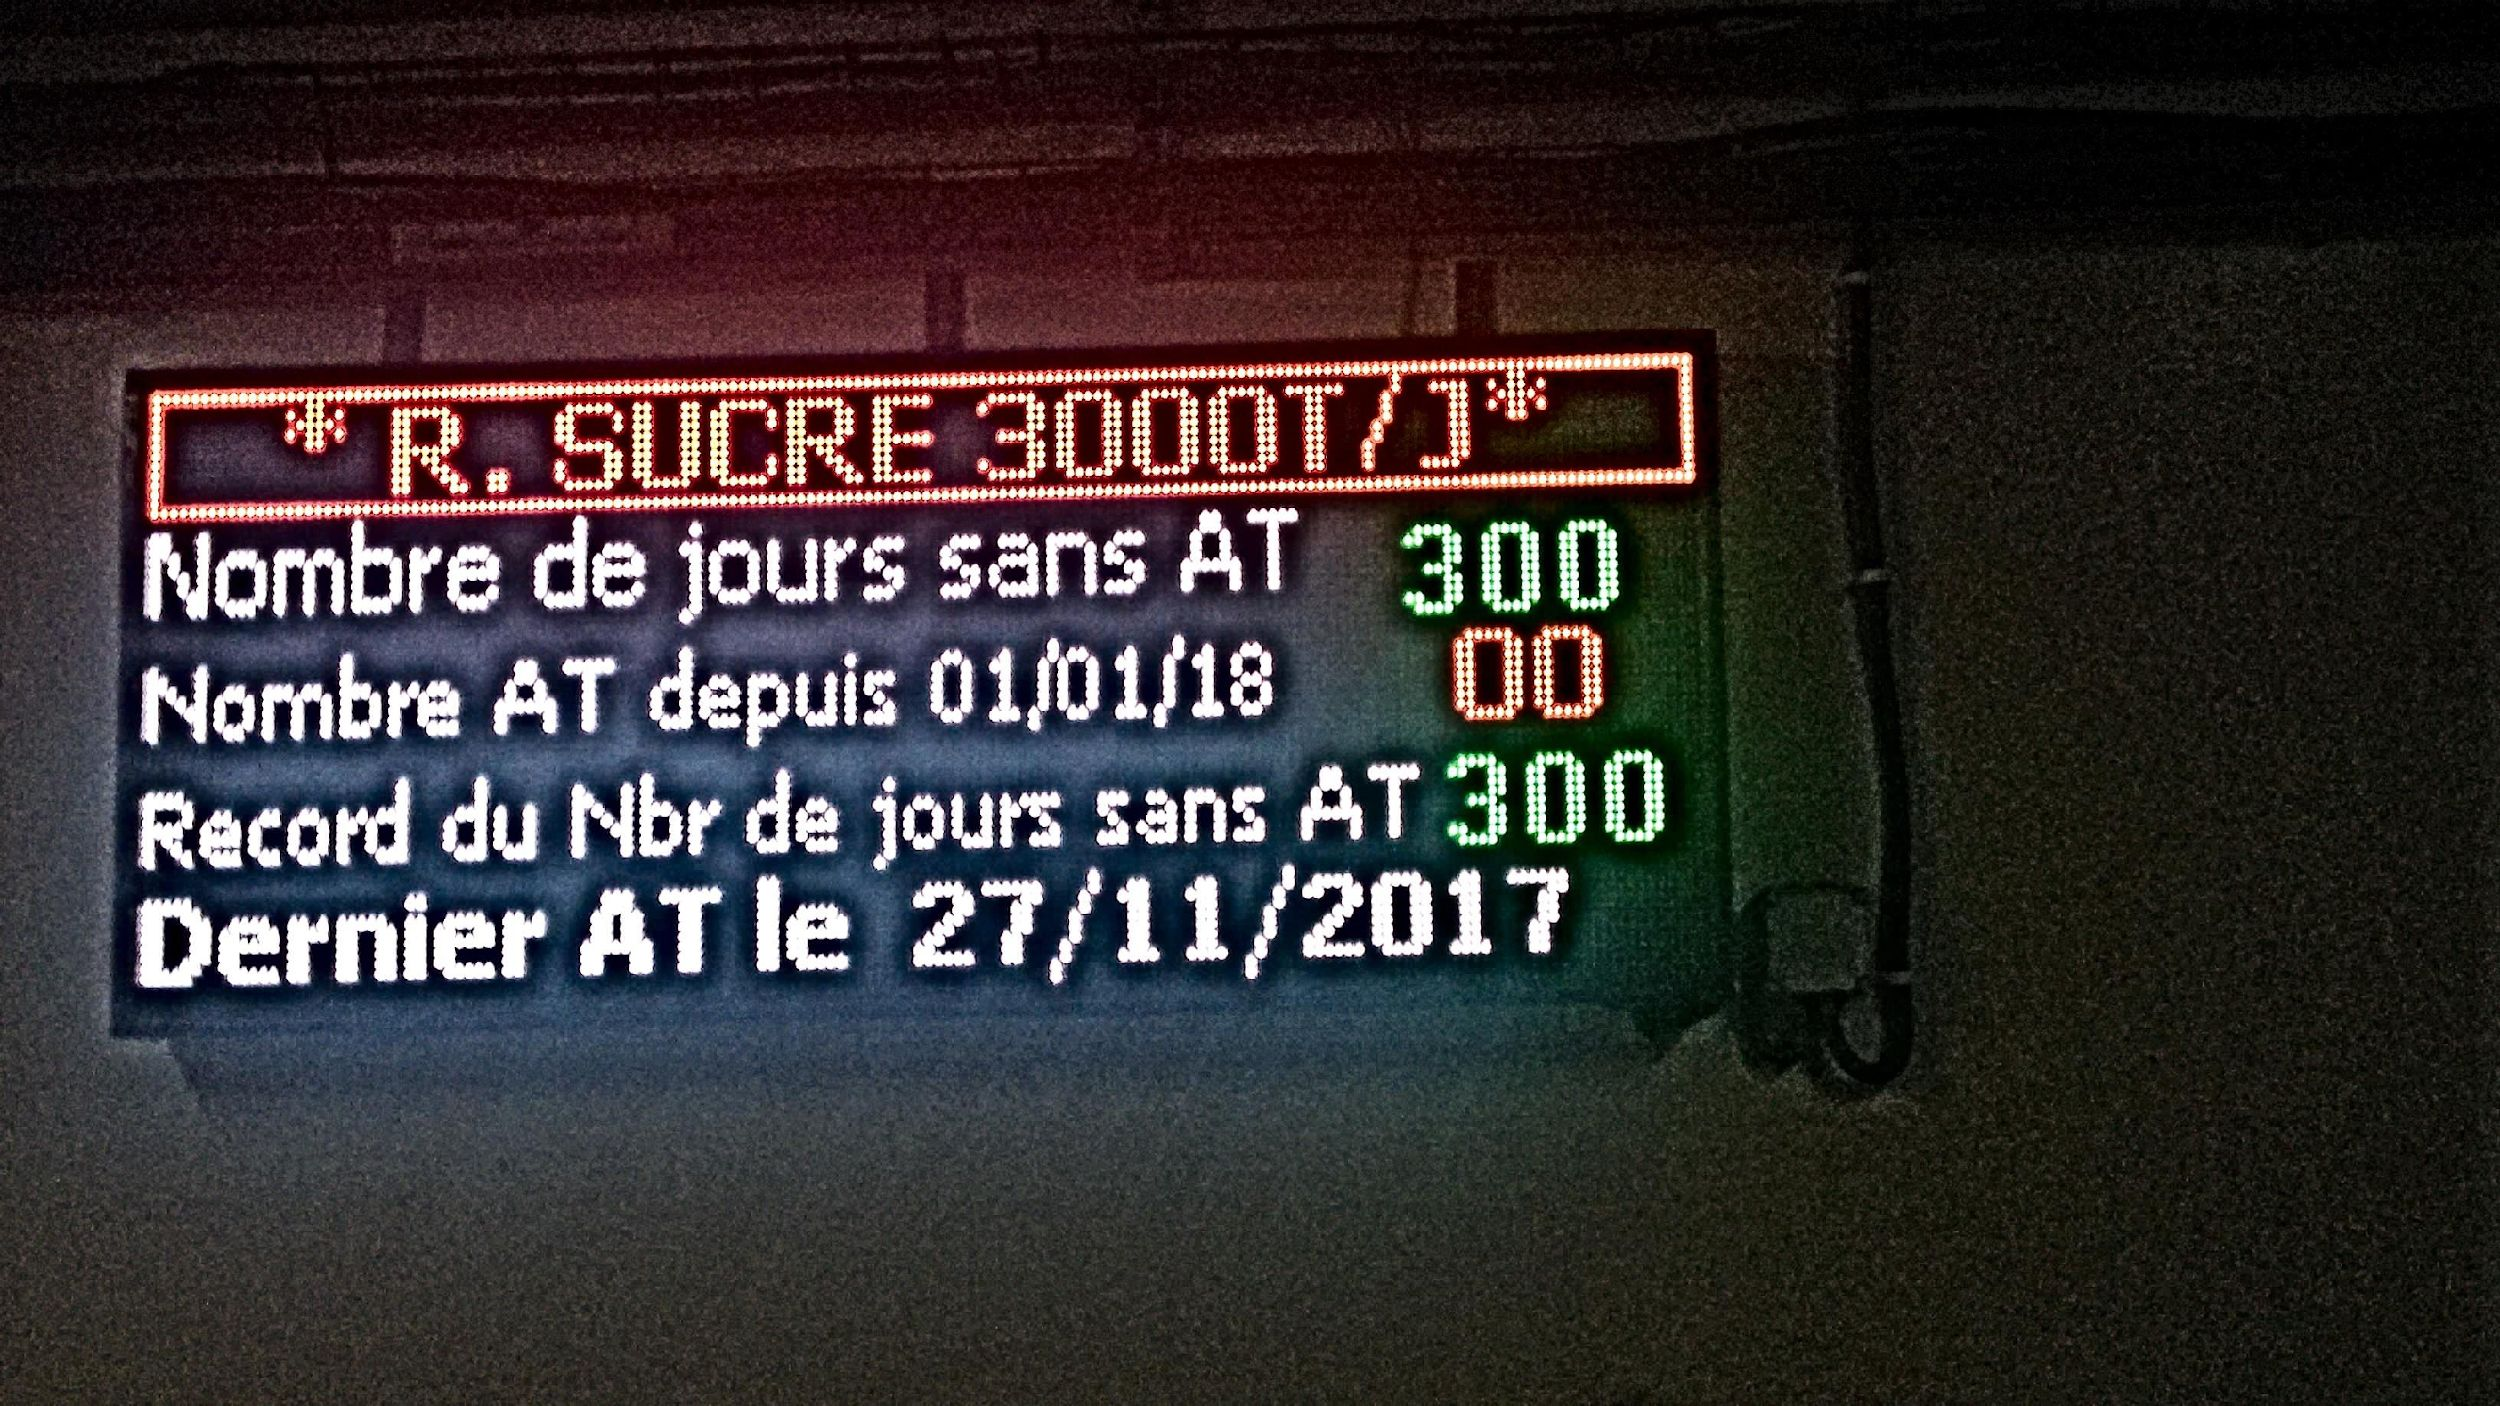 *R. SUCRE 3000T/J*
Nombre de jours sans AT 300
Nombre AT depuis 01/01/18 00
Record du Nbr de jours sans AT 300
Dernier AT le 27/11/2017